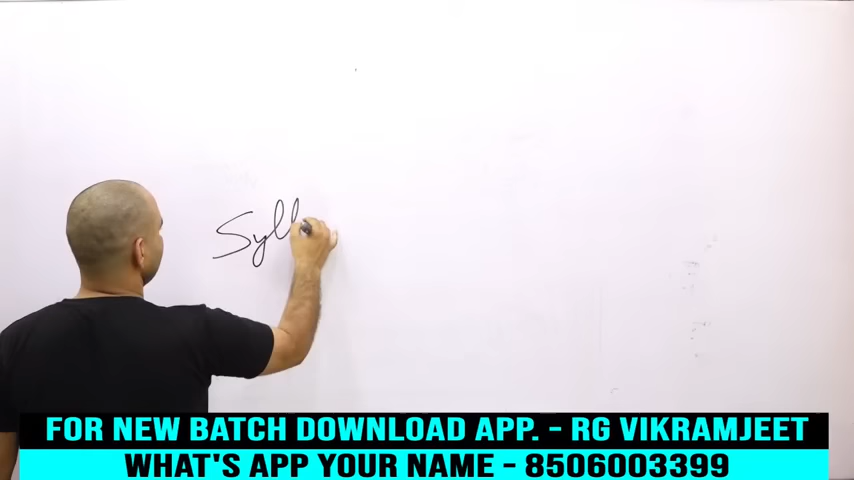 Syll
FOR NEW BATCH DOWNLOAD APP. - RG VIKRAMJEET
WHAT'S APP YOUR NAME - 8506003399